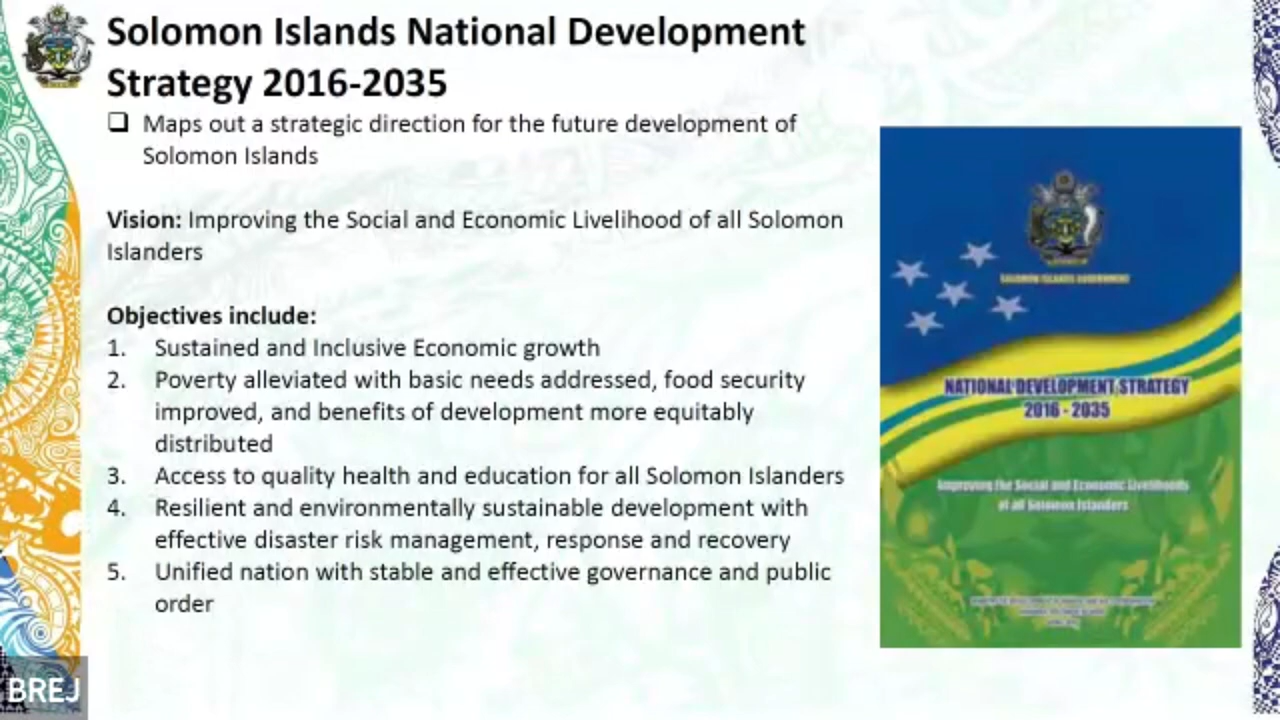 Solomon Islands National Development
Strategy 2016-2035
Maps out a strategic direction for the future development of
Solomon Islands
Vision: Improving the Social and Economic Livelihood of all Solomon
Islanders
Objectives include:
1. Sustained and Inclusive Economic growth
2. Poverty alleviated with basic needs addressed, food security
improved, and benefits of development more equitably
distributed
3. Access to quality health and education for all Solomon Islanders
4. Resilient and environmentally sustainable development with
effective disaster risk management, response and recovery
5. Unified nation with stable and effective governance and public
order
SOLOMON ISLANDS GOVERNMENT
NATIONAL DEVELOPMENT STRATEGY
2016 - 2035
Improving the Social and Economic Livelihoods
of all Solomon Islanders
BREJ